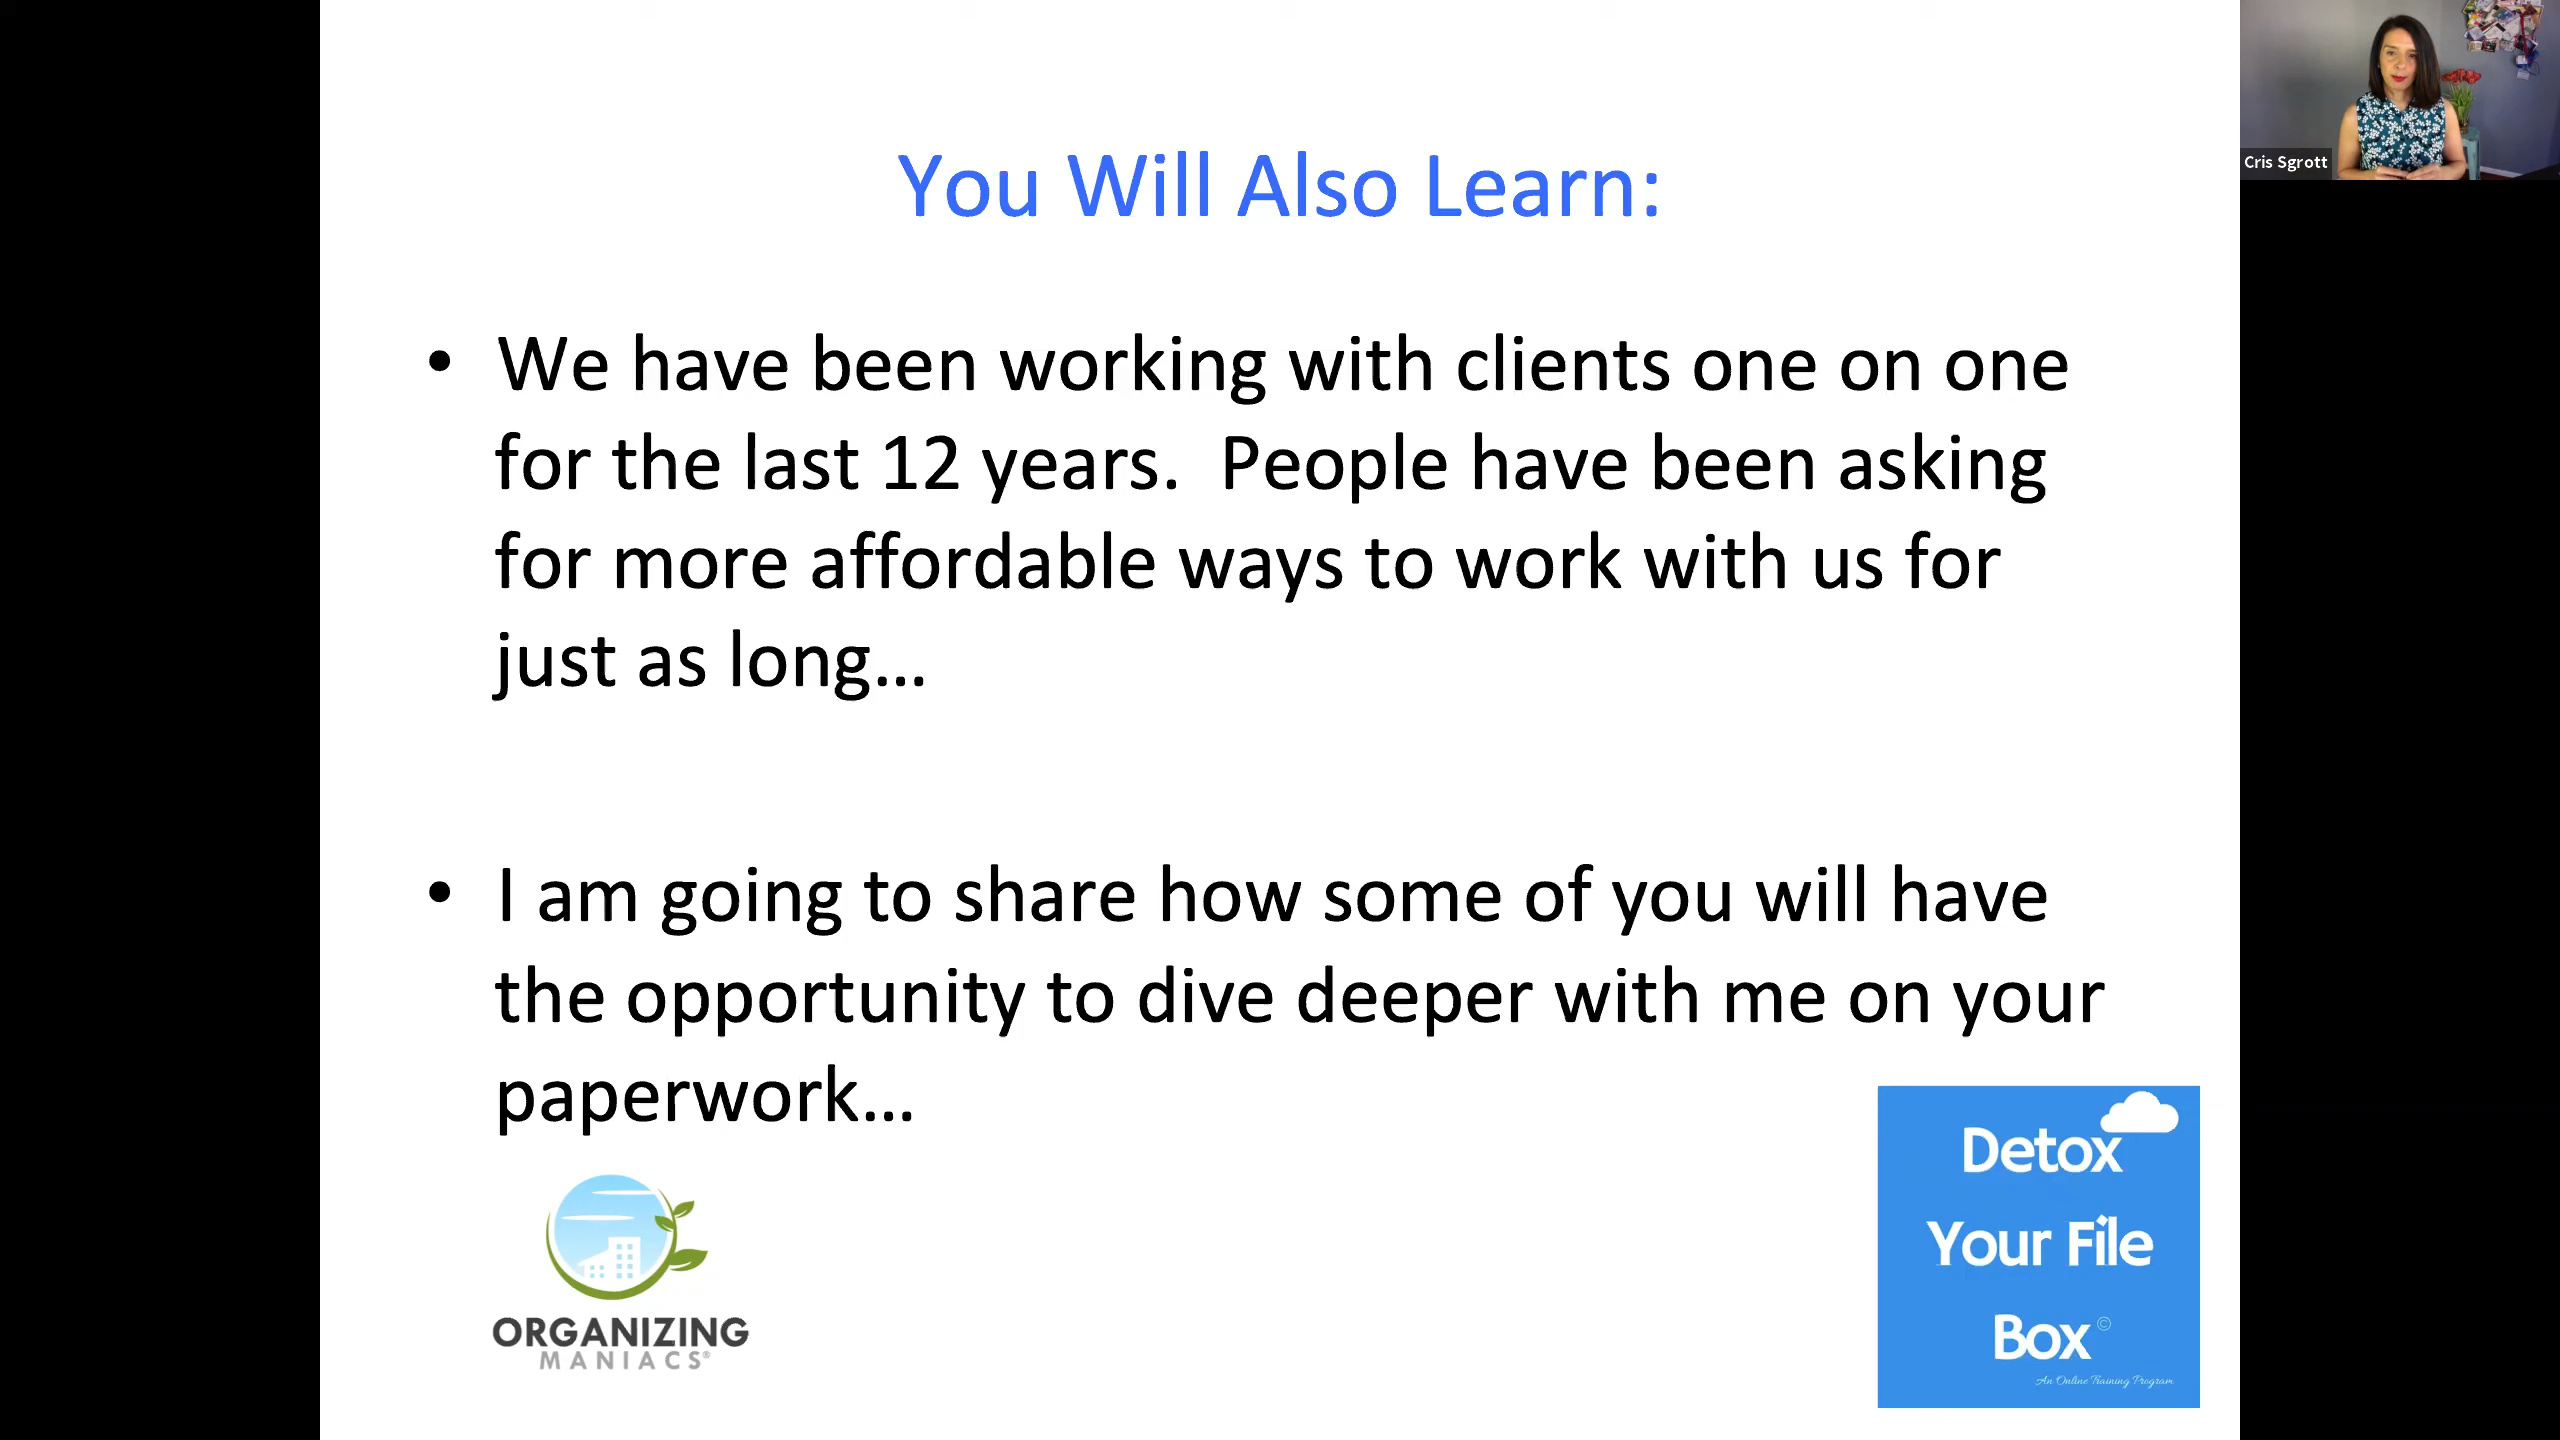 You Will Also Learn:
Cris Sgrott
• We have been working with clients one on one
for the last 12 years.  People have been asking
for more affordable ways to work with us for
just as long...
• I am going to share how some of you will have
the opportunity to dive deeper with me on your
paperwork...
ORGANIZING
MANIACS®
Detox
Your File
Box©
An Online Training Program